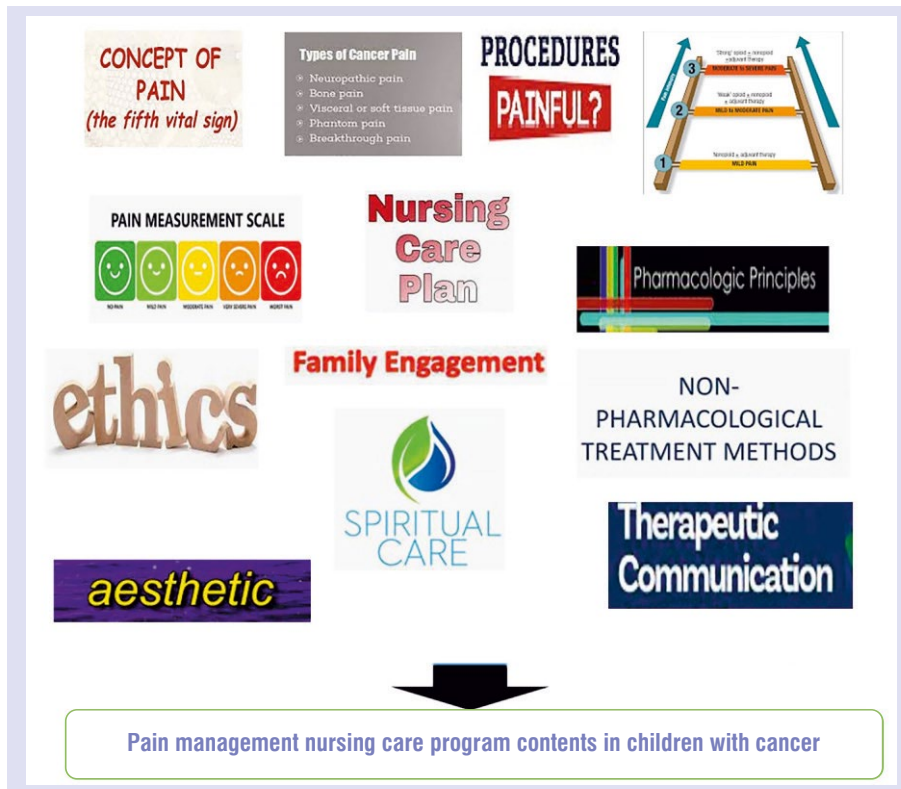 CONCEPT OF
PAIN
(the fifth vital sign)
Types of Cancer Pain
Neuropathic pain
Bone pain
Visceral or soft tissue pain
Phantom pain
Breakthrough pain
PROCEDURES
PAINFUL?
3
MODERATE to SEVERE PAIN
2
MILD to MODERATE PAIN
1
MILD PAIN
PAIN MEASUREMENT SCALE
NO PAIN
MILD PAIN
MODERATE PAIN
VERY SEVERE PAIN
WORST PAIN
Nursing
Care
Plan
Pharmacologic Principles
ethics
Family Engagement
NON-
PHARMACOLOGICAL
TREATMENT METHODS
SPIRITUAL
CARE
Therapeutic
Communication
aesthetic
Pain management nursing care program contents in children with cancer